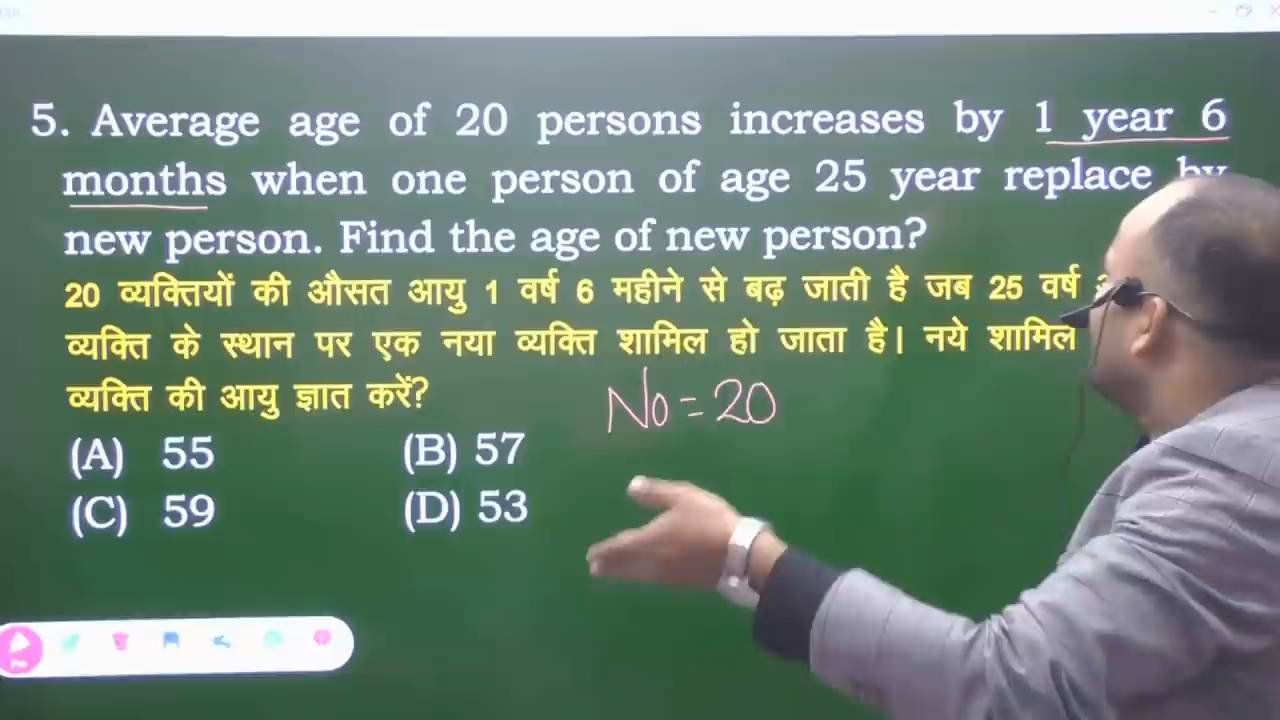 5. Average age of 20 persons increases by 1 year 6
months when one person of age 25 year replace by
new person. Find the age of new person?
20 व्यक्तियों की औसत आयु 1 वर्ष 6 महीने से बढ़ जाती है जब 25 वर्ष
व्यक्ति के स्थान पर एक नया व्यक्ति शामिल हो जाता है। नये शामिल
व्यक्ति की आयु ज्ञात करें?
No = 20
(A) 55 (B) 57
(C) 59 (D) 53